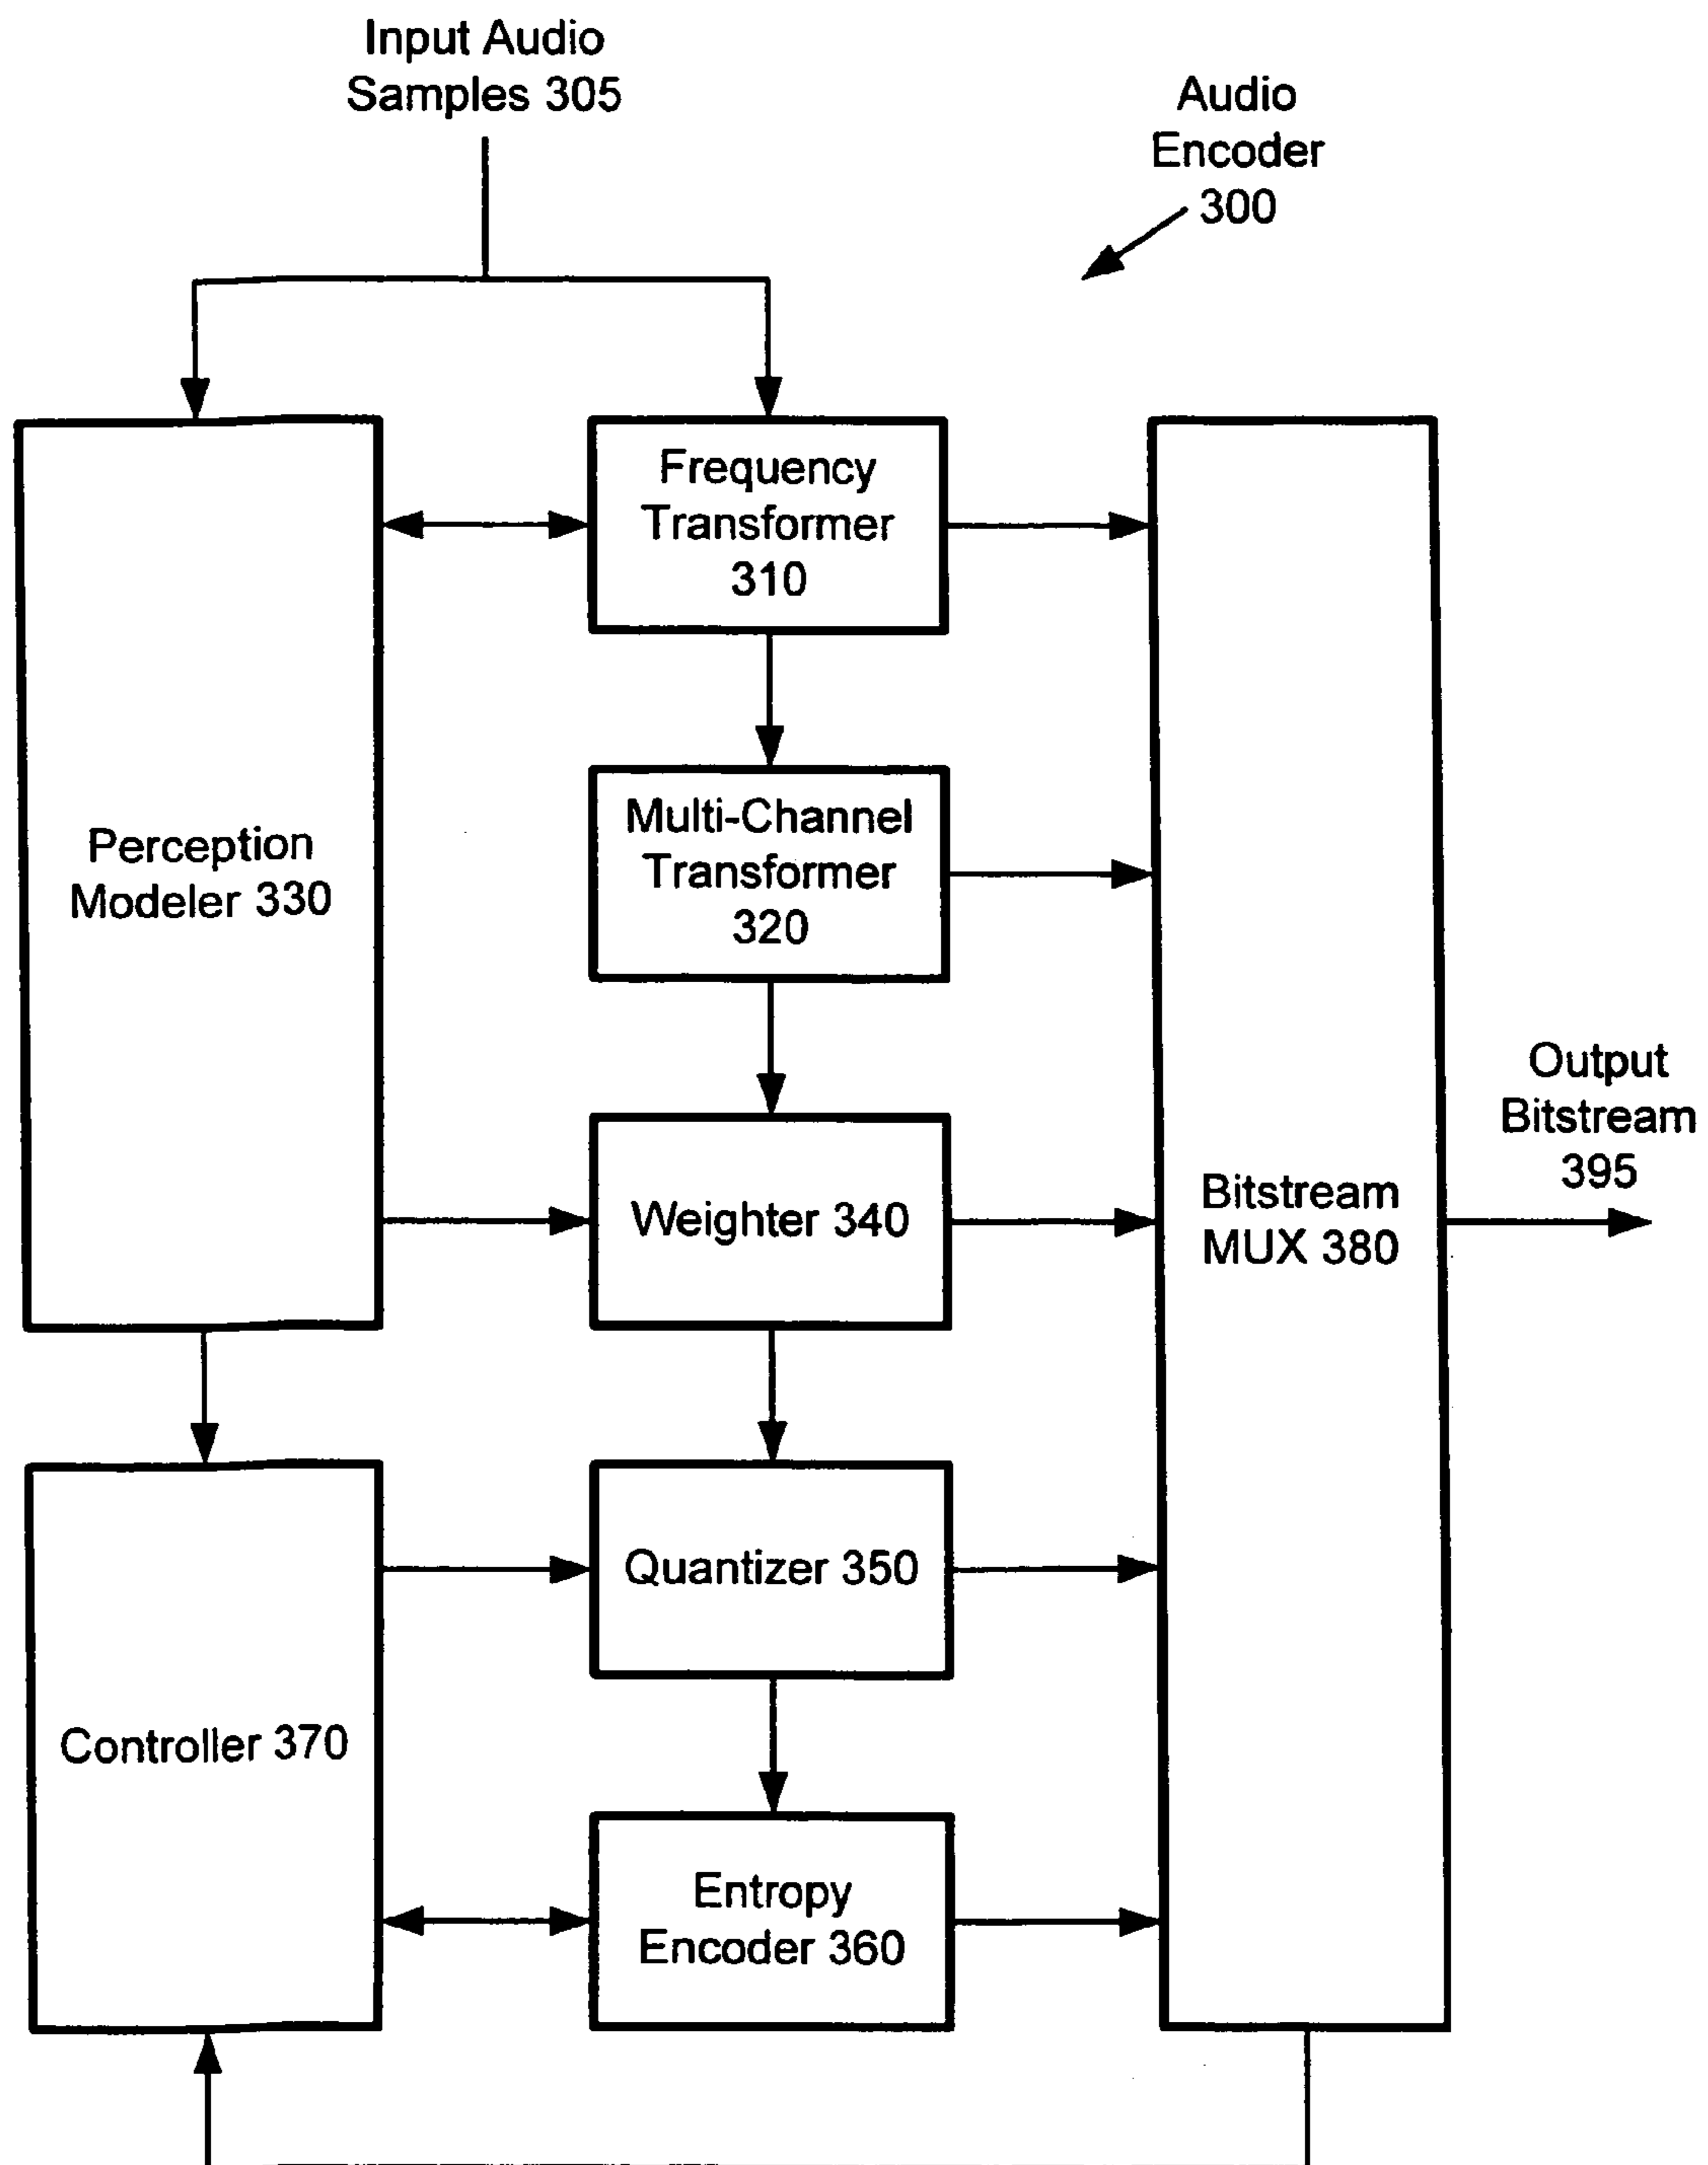 Input Audio
Samples 305
Audio
Encoder
300
Frequency
Transformer
310
Multi-Channel
Transformer
320
Perception
Modeler 330
Weighter 340
Bitstream
MUX 380
Output
Bitstream
395
Quantizer 350
Controller 370
Entropy
Encoder 360